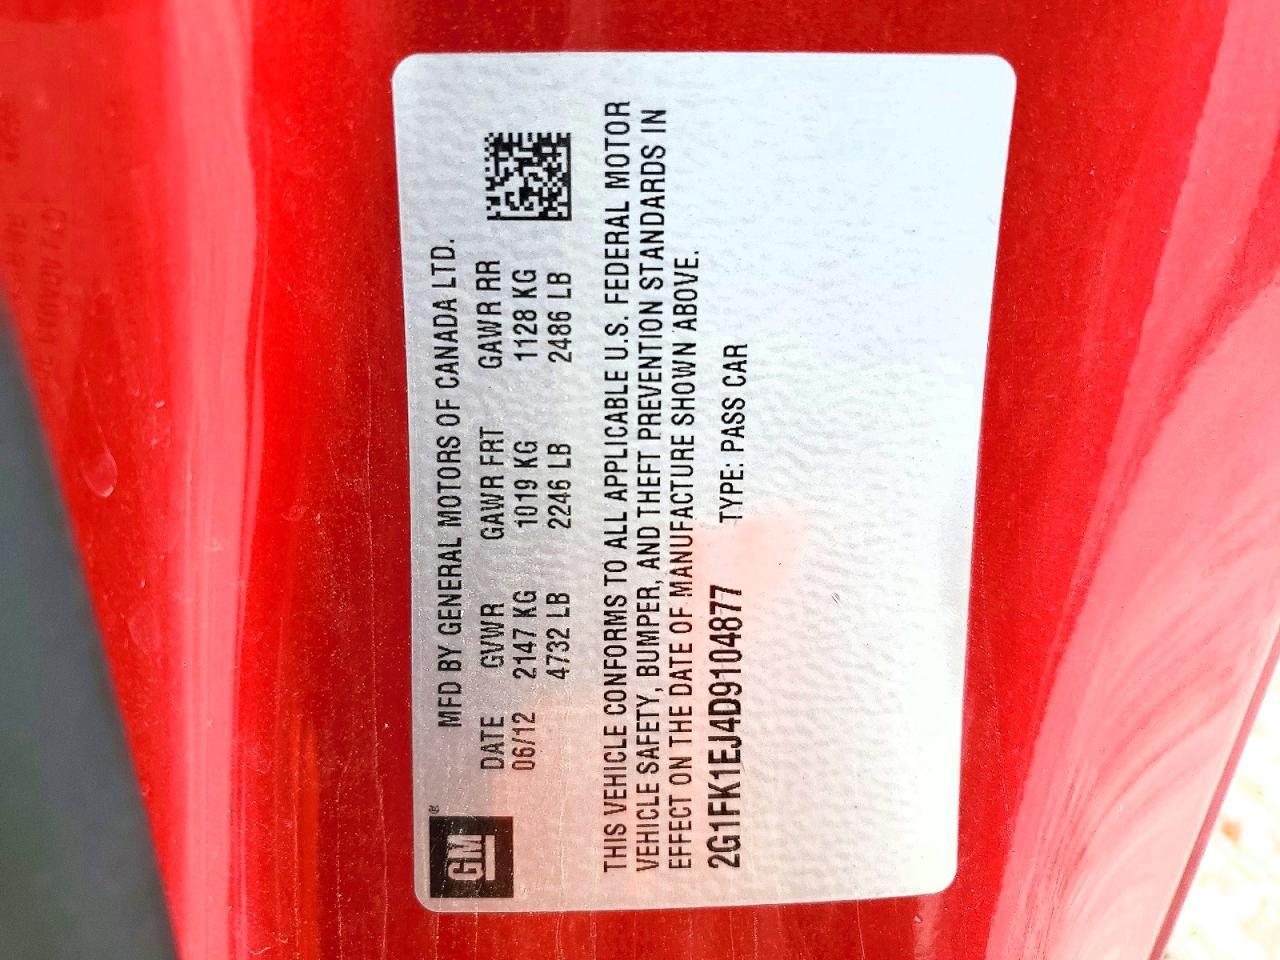 GM®
MFD BY GENERAL MOTORS OF CANADA LTD.
DATE GVWR GAWR FRT GAWR RR
06/12 2147 KG 1019 KG 1128 KG
4732 LB 2246 LB 2486 LB
THIS VEHICLE CONFORMS TO ALL APPLICABLE U.S. FEDERAL MOTOR
VEHICLE SAFETY, BUMPER, AND THEFT PREVENTION STANDARDS IN
EFFECT ON THE DATE OF MANUFACTURE SHOWN ABOVE.
2G1FK1EJ4D9104877 TYPE: PASS CAR